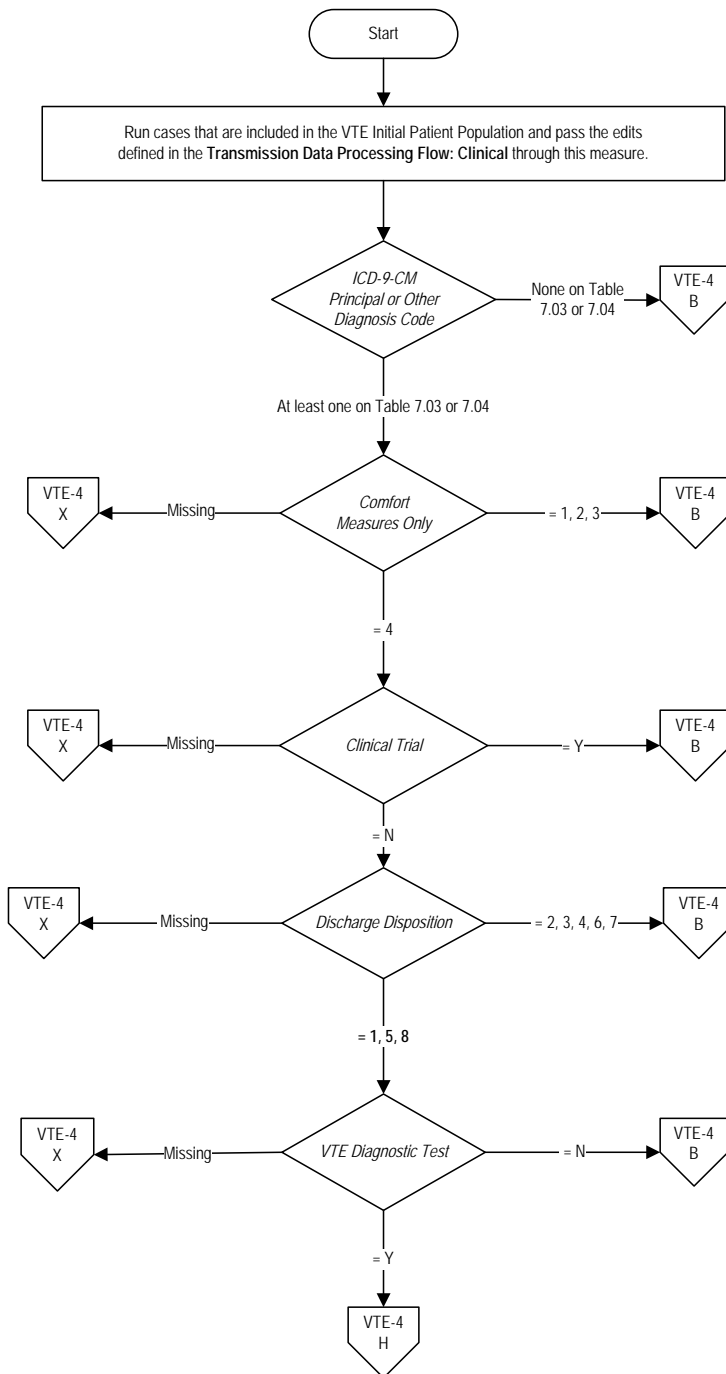 Start
Run cases that are included in the VTE Initial Patient Population and pass the edits
defined in the Transmission Data Processing Flow: Clinical through this measure.
ICD-9-CM
Principal or Other
Diagnosis Code
None on Table
7.03 or 7.04
VTE-4
B
At least one on Table 7.03 or 7.04
VTE-4
X
Missing
Comfort
Measures Only
= 1, 2, 3
VTE-4
B
= 4
VTE-4
X
Missing
Clinical Trial
= Y
VTE-4
B
= N
VTE-4
X
Missing
Discharge Disposition
= 2, 3, 4, 6, 7
VTE-4
B
= 1, 5, 8
VTE-4
X
Missing
VTE Diagnostic Test
= N
VTE-4
B
= Y
VTE-4
H